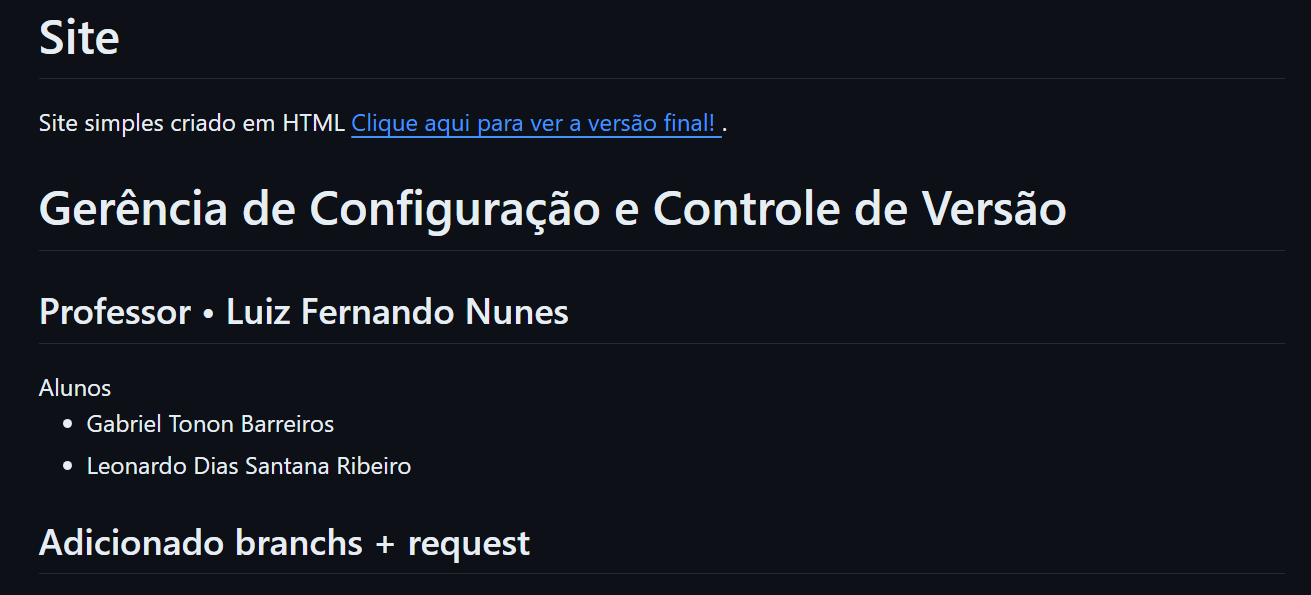 Site
Site simples criado em HTML Clique aqui para ver a versão final! .
Gerência de Configuração e Controle de Versão
Professor • Luiz Fernando Nunes
Alunos
• Gabriel Tonon Barreiros
• Leonardo Dias Santana Ribeiro
Adicionado branchs + request